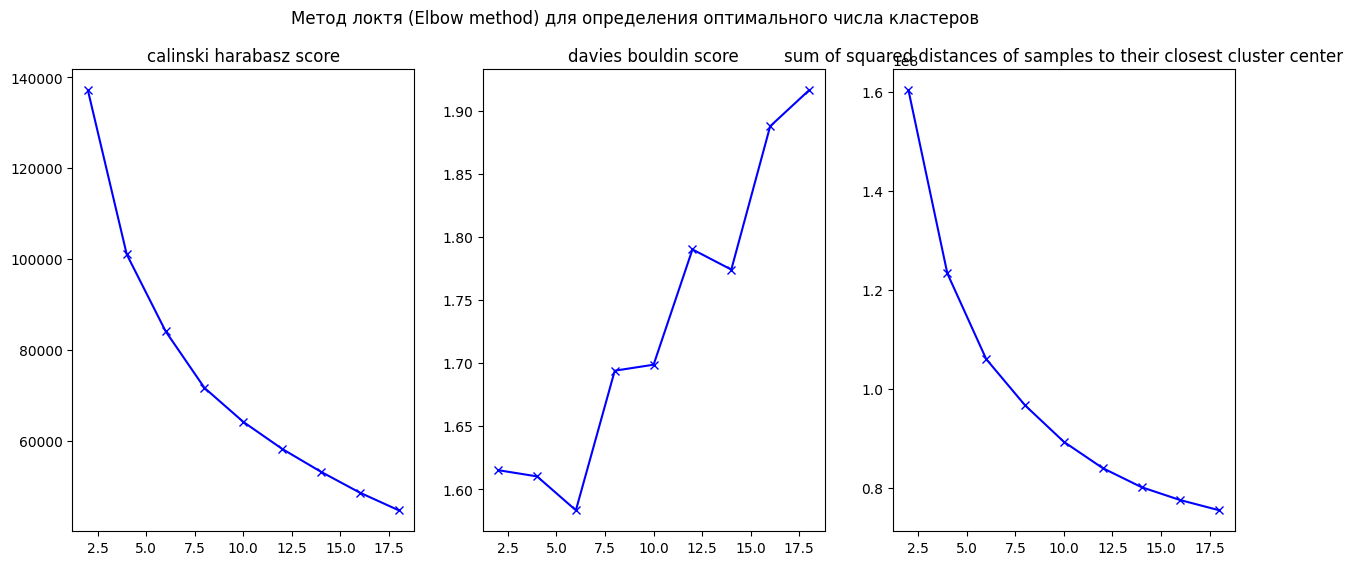 Метод локтя (Elbow method) для определения оптимального числа кластеров
calinski harabasz score
140000
120000
100000
80000
60000
2.5 5.0 7.5 10.0 12.5 15.0 17.5
davies bouldin score
1.90
1.85
1.80
1.75
1.70
1.65
1.60
2.5 5.0 7.5 10.0 12.5 15.0 17.5
sum of squared distances of samples to their closest cluster center
1e8
1.6
1.4
1.2
1.0
0.8
2.5 5.0 7.5 10.0 12.5 15.0 17.5